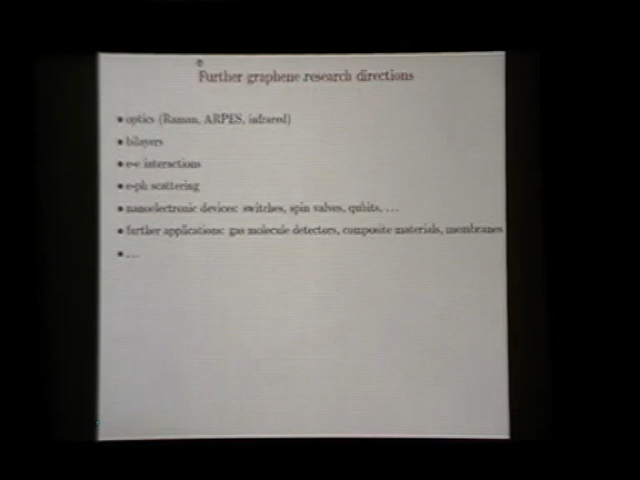 Further graphene research directions
• optics (Raman, ARPES, infrared)
• bilayers
• e-e interactions
• e-ph scattering
• nanoelectronic devices: switches, spin valves, qubits, ...
• further applications: gas molecule detectors, composite materials, membranes
• ...